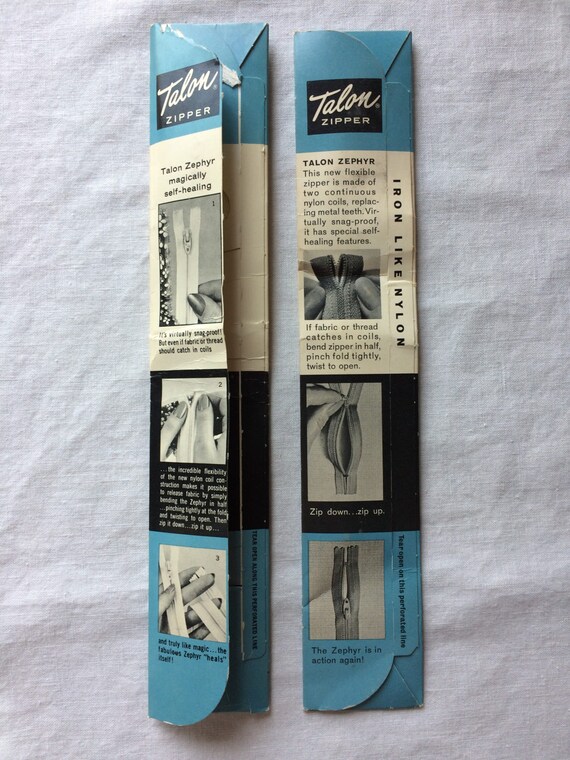 Talon
ZIPPER
Talon Zephyr
magically
self-healing
1
It's virtually snag-proof!
But even if fabric or thread
should catch in coils
2
...the incredible flexibility
of the new nylon coil con-
struction makes it possible
to release fabric by simply
bending the Zephyr in half
...pinching tightly at the fold
and twisting to open. Then
zip it down...zip it up...
3
and truly like magic...the
fabulous Zephyr "heals"
itself!
TEAR OPEN ALONG THIS PERFORATED LINE
Talon®
ZIPPER
TALON ZEPHYR
This new flexible
zipper is made of
two continuous
nylon coils, replac-
ing metal teeth. Vir-
tually snag-proof,
it has special self-
healing features.
If fabric or thread
catches in coils,
bend zipper in half,
pinch fold tightly,
twist to open.
Zip down...zip up.
The Zephyr is in
action again!
IRON LIKE NYLON
Tear open on this perforated line